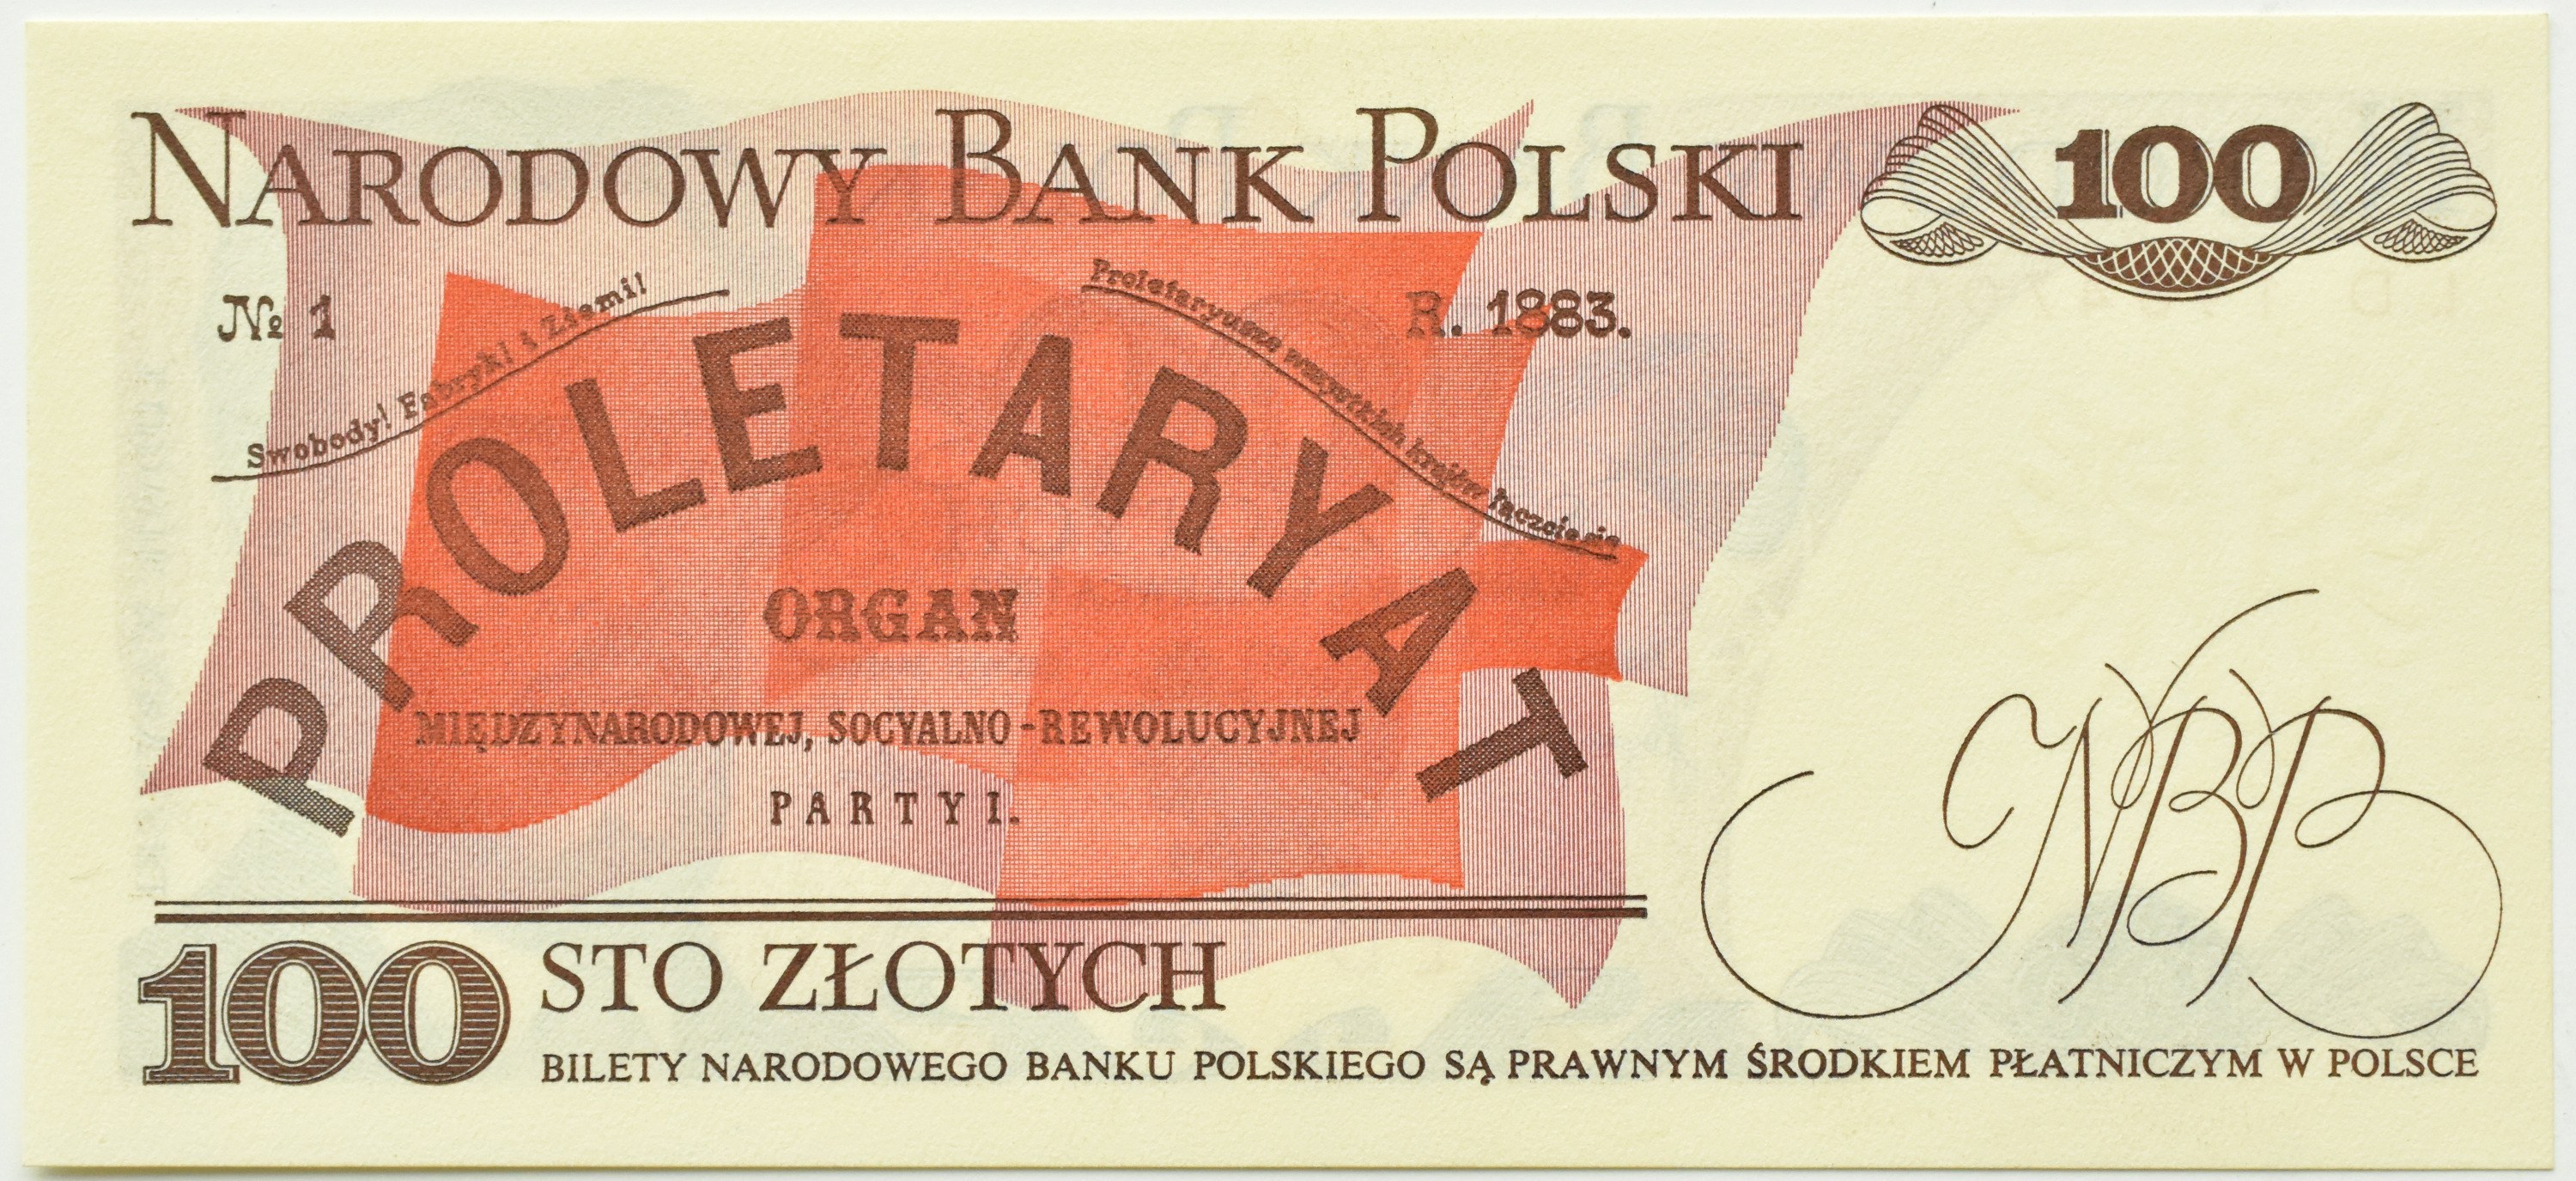 NARODOWY BANK POLSKI
100
№ 1
R. 1883.
Swobody! Fabryk! i Ziemi!
Proletaryusze wszystkich krajów łączcie się
PROLETARYAT
ORGAN
MIĘDZYNARODOWEJ, SOCYALNO-REWOLUCYJNEJ
PARTYI.
NBP
100
STO ZŁOTYCH
BILETY NARODOWEGO BANKU POLSKIEGO SĄ PRAWNYM ŚRODKIEM PŁATNICZYM W POLSCE